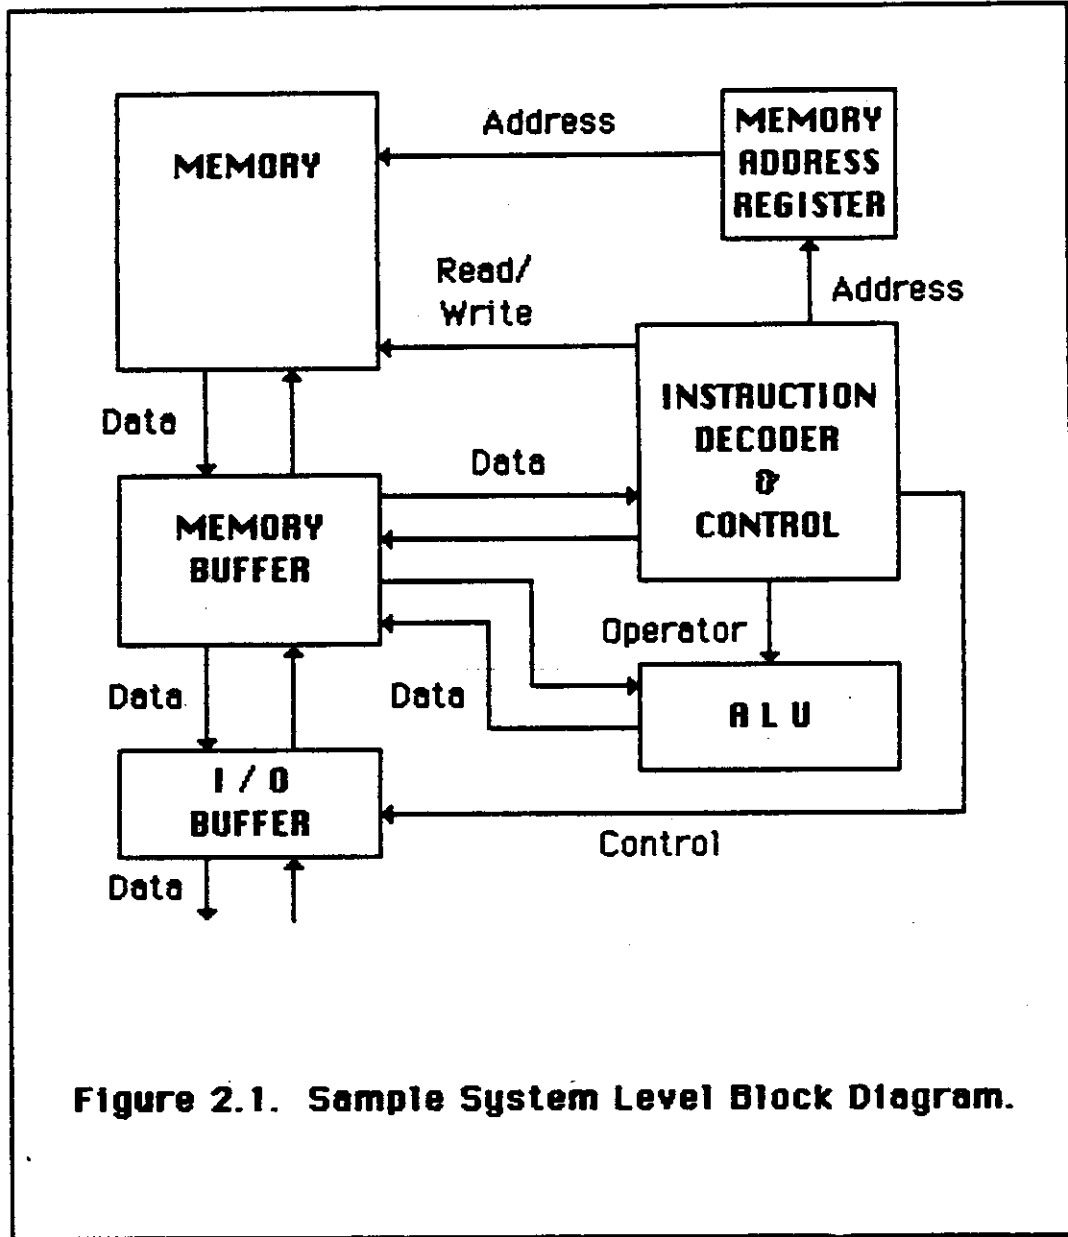 MEMORY
Address
MEMORY
ADDRESS
REGISTER
Read/
Write
Address
Data
INSTRUCTION
DECODER
&
CONTROL
Data
MEMORY
BUFFER
Operator
Data
Data
A L U
I / O
BUFFER
Control
Data
Figure 2.1. Sample System Level Block Diagram.